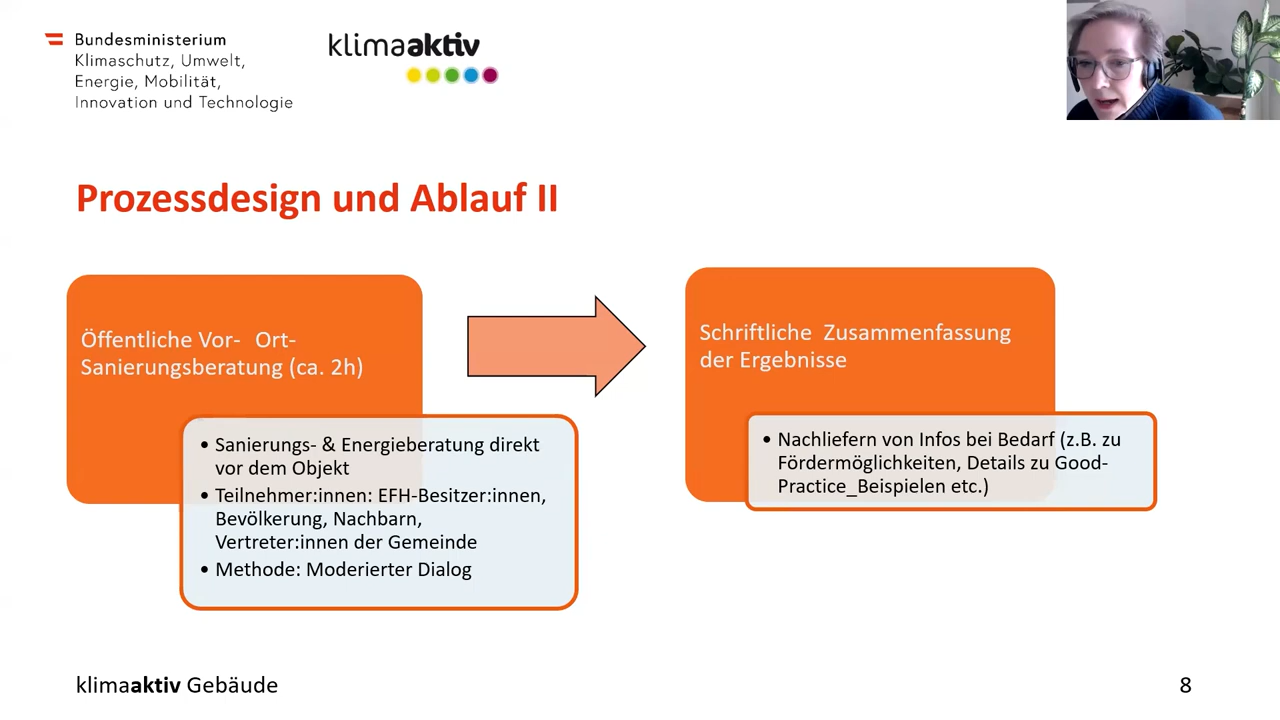 Bundesministerium
Klimaschutz, Umwelt,
Energie, Mobilität,
Innovation und Technologie
klimaaktiv
Prozessdesign und Ablauf II
Öffentliche Vor- Ort-
Sanierungsberatung (ca. 2h)
• Sanierungs- & Energieberatung direkt
vor dem Objekt
• Teilnehmer:innen: EFH-Besitzer:innen,
Bevölkerung, Nachbarn,
Vertreter:innen der Gemeinde
• Methode: Moderierter Dialog
Schriftliche Zusammenfassung
der Ergebnisse
• Nachliefern von Infos bei Bedarf (z.B. zu
Fördermöglichkeiten, Details zu Good-
Practice_Beispielen etc.)
klimaaktiv Gebäude
8